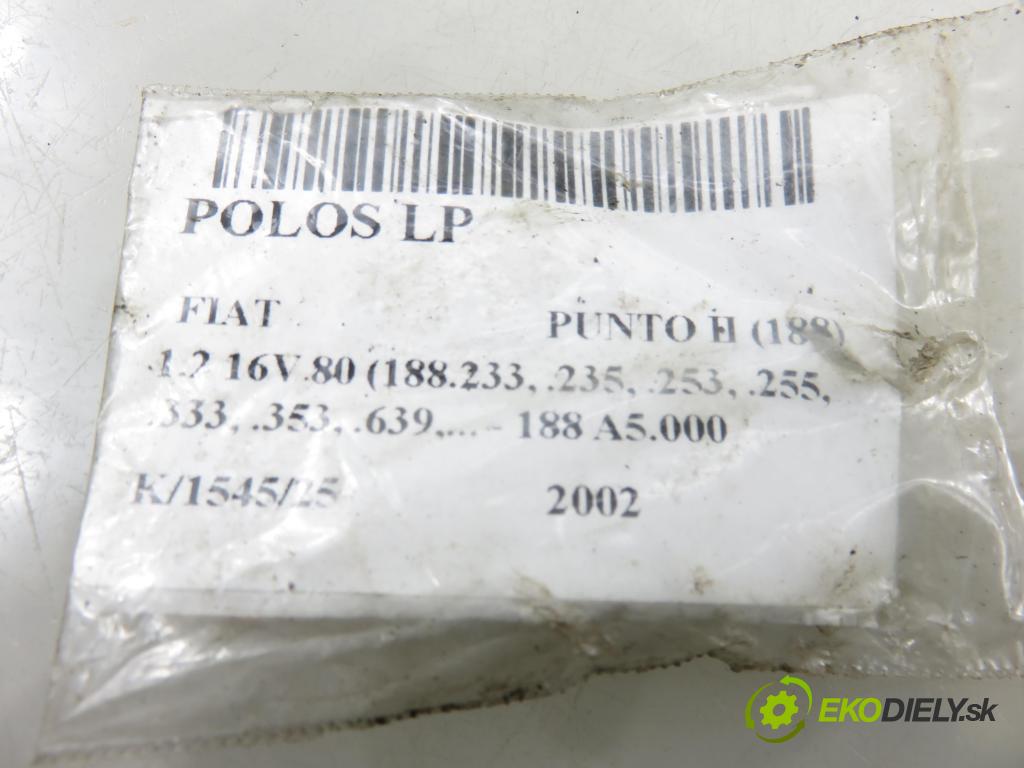 POLOS LP
FIAT PUNTO II (188)
1.2 16V 80 (188.233, .235, .253, .255,
.333, .353, .639,... - 188 A5.000
K/1545/25 2002
EKODIELY.sk